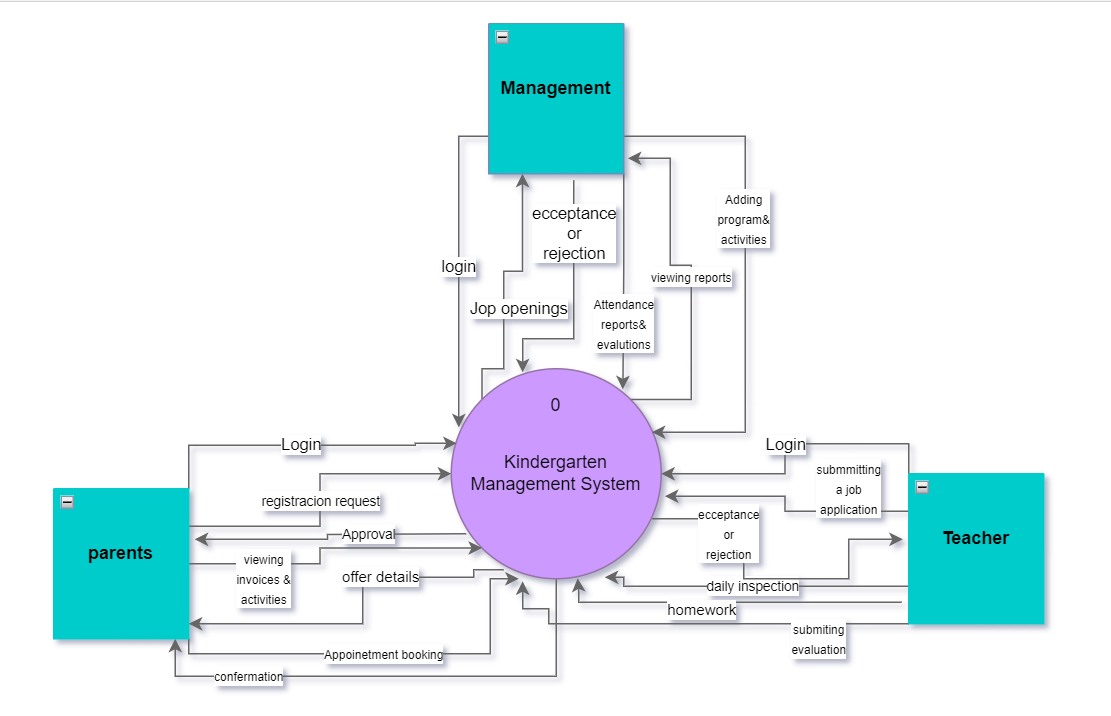 Management
Adding
program&
activities
ecceptance
or
rejection
login
viewing reports
Jop openings
Attendance
reports&
evalutions
0
Kindergarten
Management System
Login
Login
submmitting
a job
application
registracion request
ecceptance
or
rejection
Approval
Teacher
parents
viewing
invoices &
activities
offer details
daily inspection
homework
submiting
evaluation
Appoinetment booking
confermation